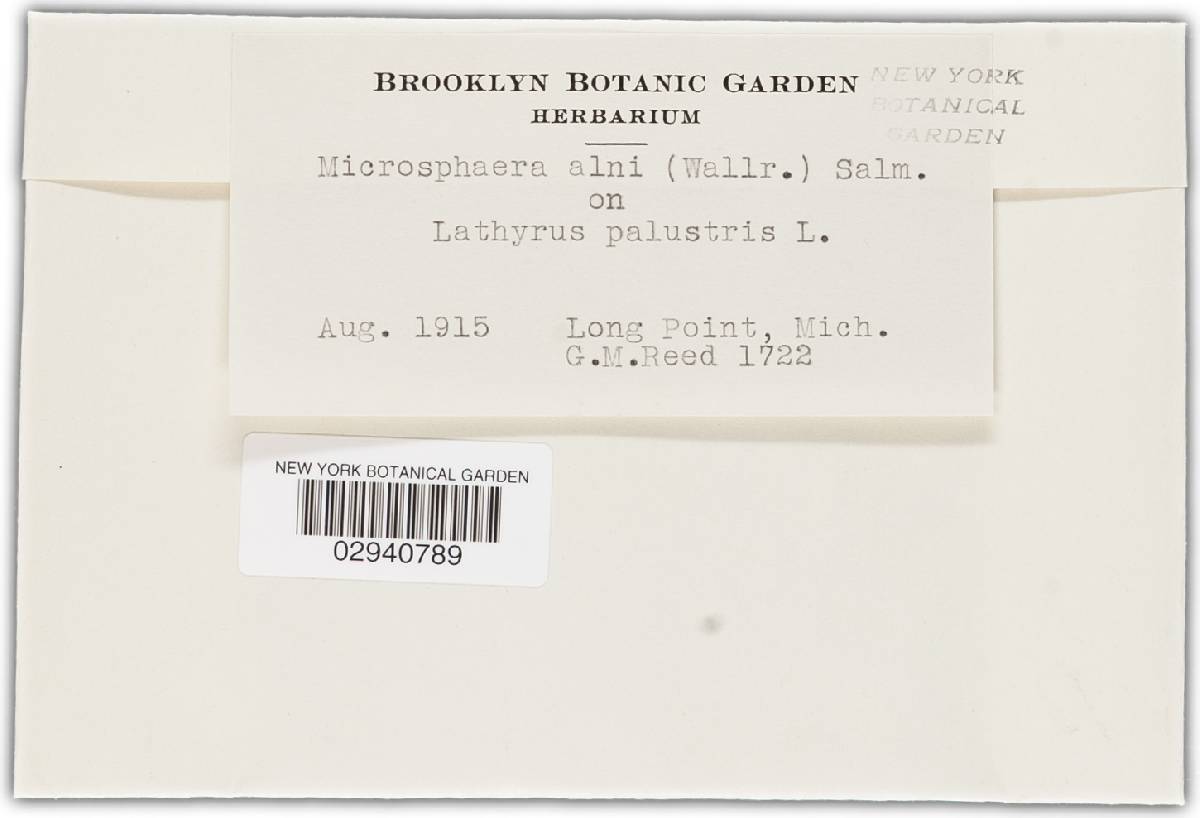 BROOKLYN BOTANIC GARDEN
HERBARIUM
NEW YORK
BOTANICAL
GARDEN
Microsphaera alni (Wallr.) Salm.
on
Lathyrus palustris L.
Aug. 1915 Long Point, Mich.
G.M.Reed 1722
NEW YORK BOTANICAL GARDEN
02940789